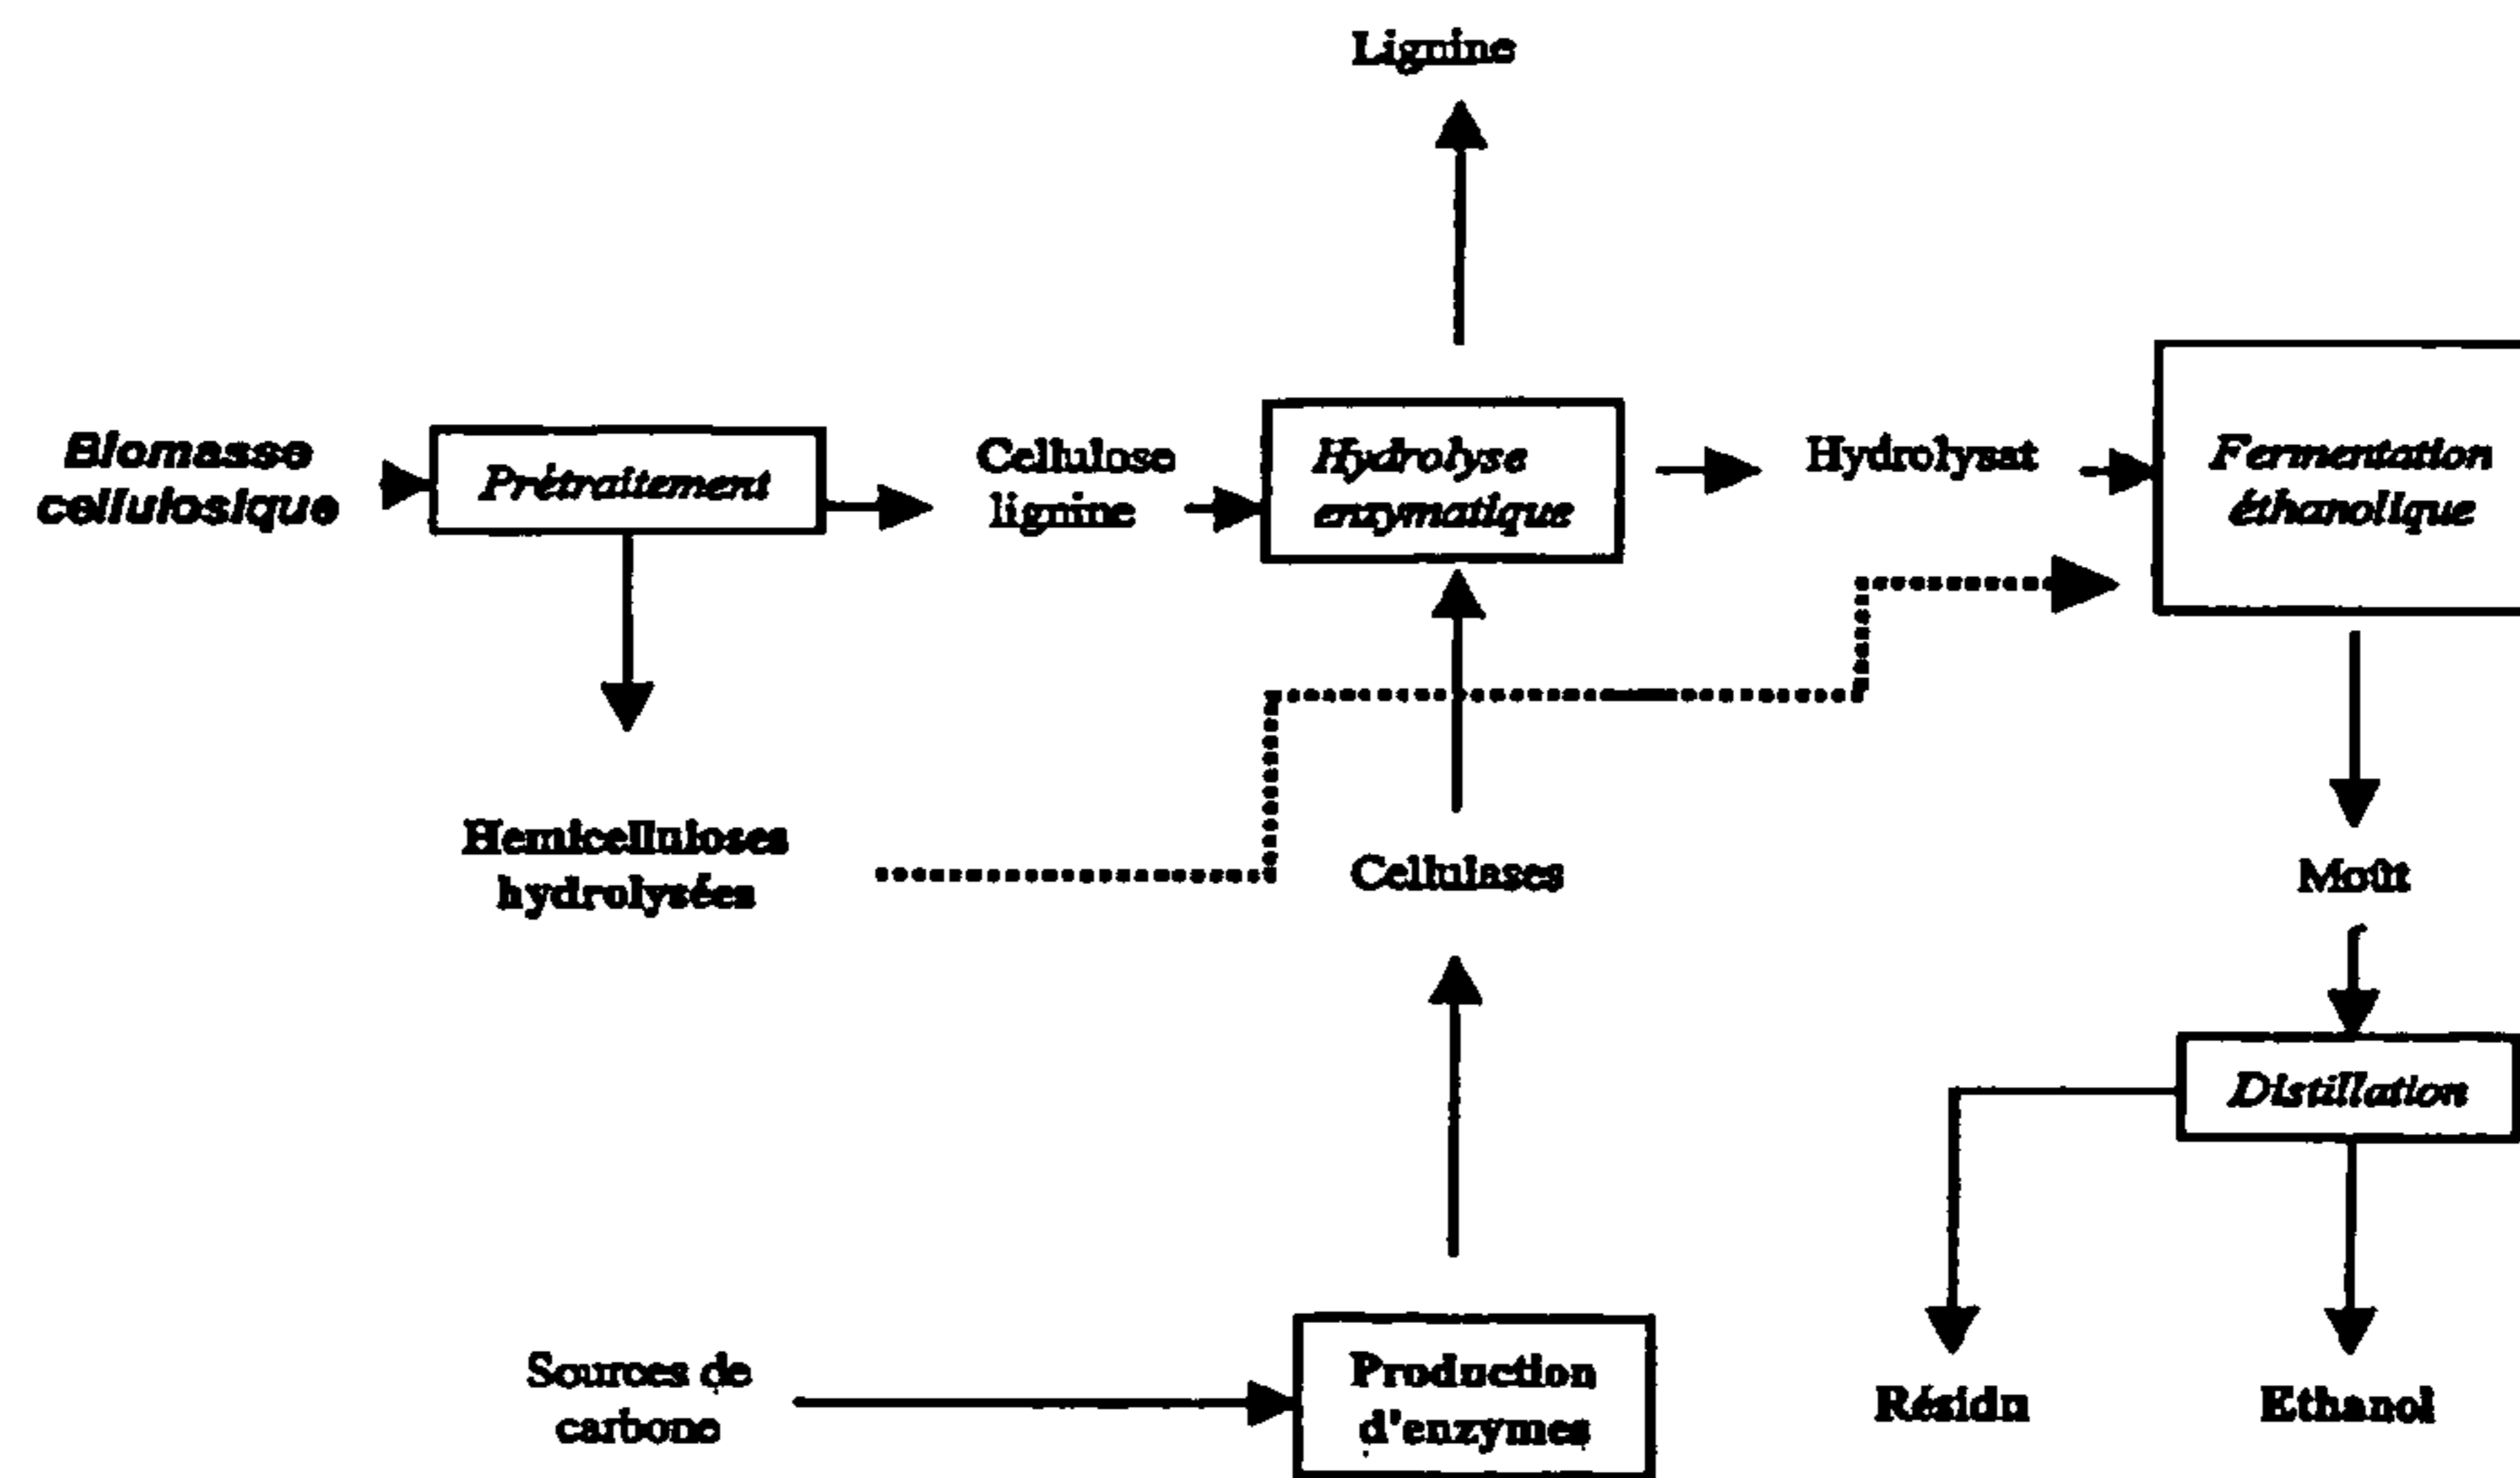 Lignine
Biomasse
cellulosique
Prétraitement
Cellulose
lignine
Hydrolyse
enzymatique
Hydrolysat
Fermentation
éthanolique
Hemicelluloses
hydrolysées
Cellulases
Moût
Distillation
Sources de
carbone
Production
d'enzymes
Résidu
Ethanol